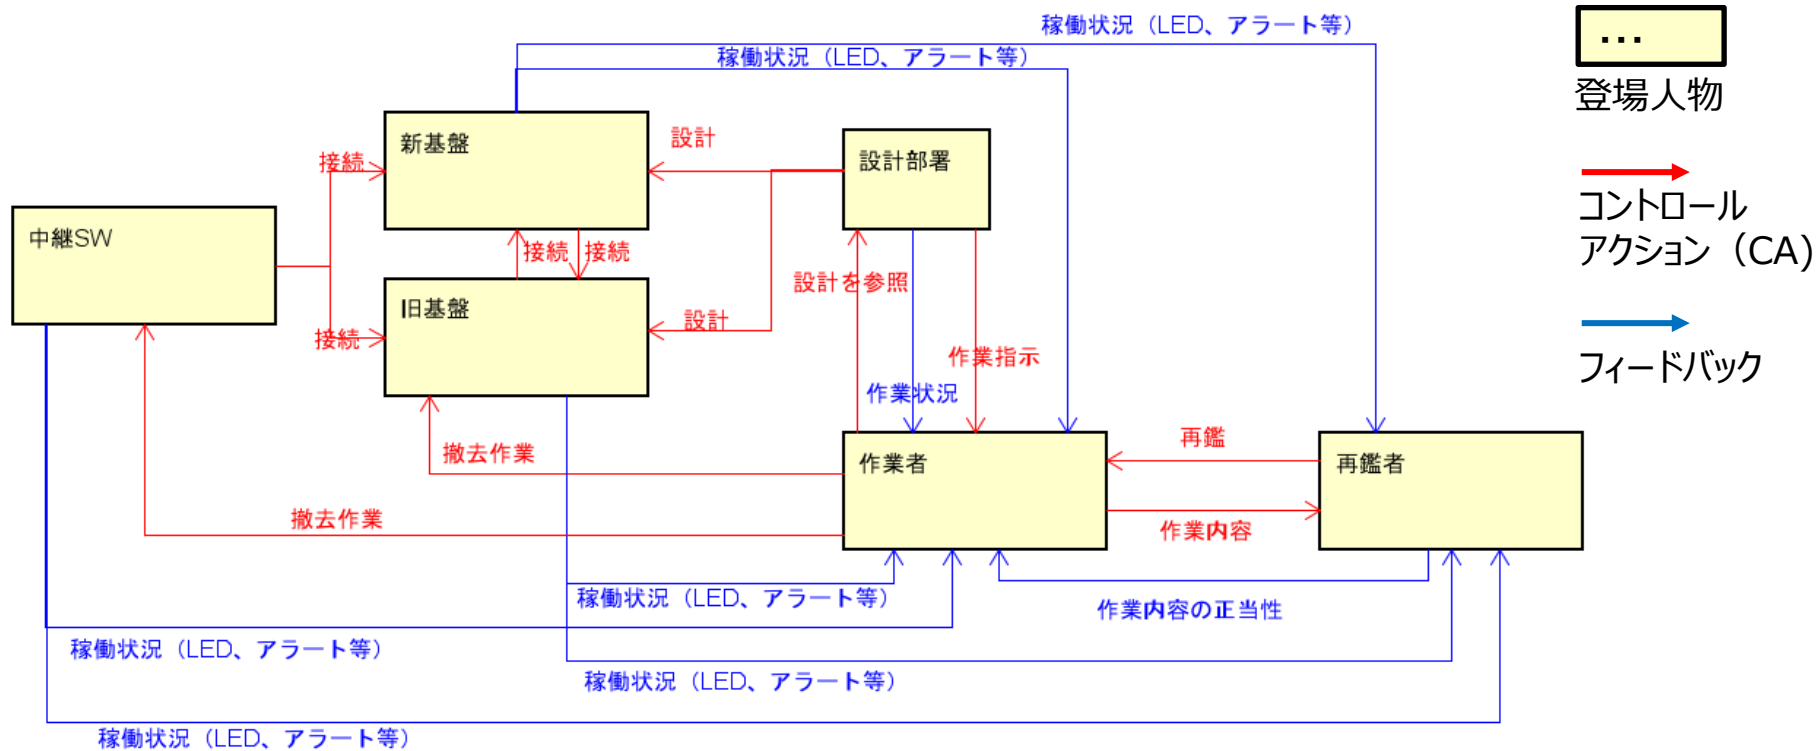 稼働状況（LED、アラート等）
稼働状況（LED、アラート等）
…
登場人物
新基盤
設計
設計部署
接続
コントロール
アクション（CA)
中継SW
接続
接続
設計を参照
旧基盤
設計
接続
作業指示
フィードバック
作業状況
撤去作業
作業者
再鑑
再鑑者
撤去作業
作業内容
稼働状況（LED、アラート等）
作業内容の正当性
稼働状況（LED、アラート等）
稼働状況（LED、アラート等）
稼働状況（LED、アラート等）